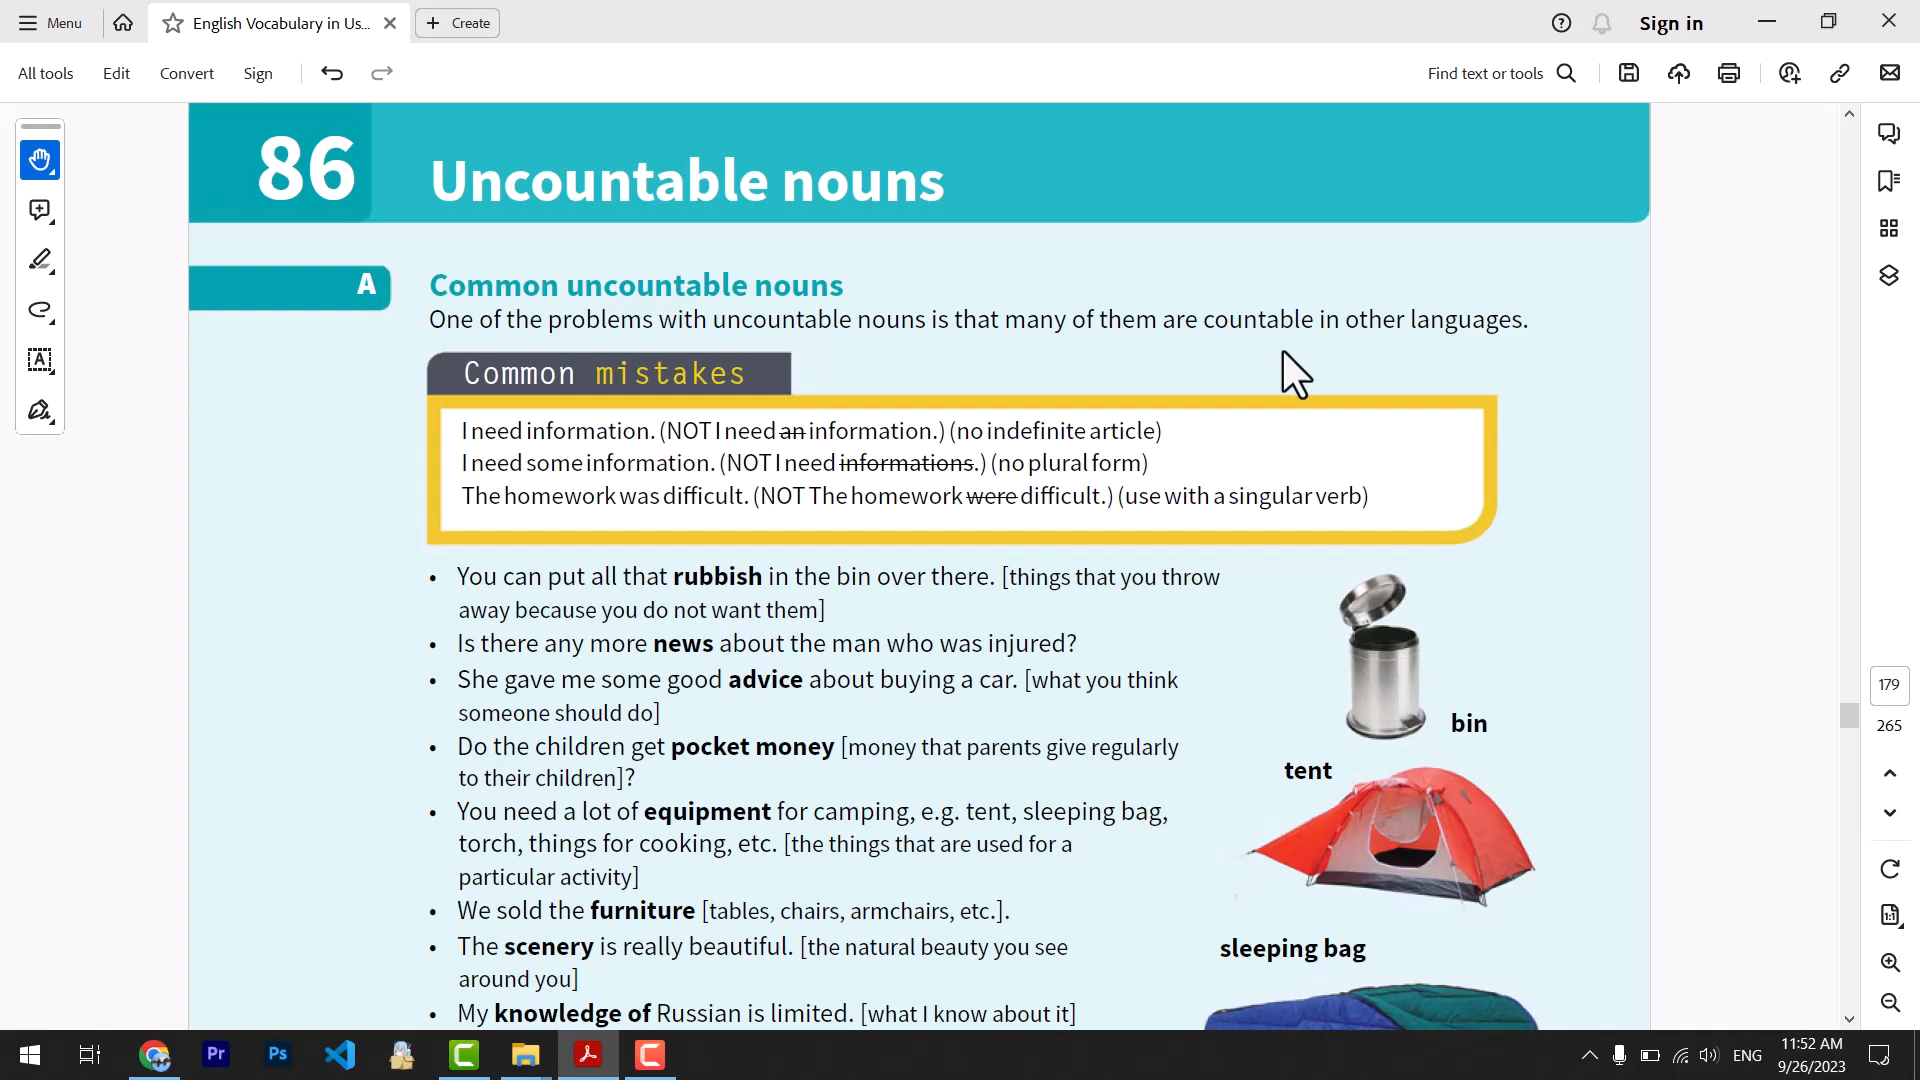 Menu
English Vocabulary in Us...
Create
Sign in
All tools
Edit
Convert
Sign
Find text or tools
86
Uncountable nouns
A
Common uncountable nouns
One of the problems with uncountable nouns is that many of them are countable in other languages.
Common mistakes
I need information. (NOT I need an information.) (no indefinite article)
I need some information. (NOT I need informations.) (no plural form)
The homework was difficult. (NOT The homework were difficult.) (use with a singular verb)
• You can put all that rubbish in the bin over there. [things that you throw
away because you do not want them]
• Is there any more news about the man who was injured?
• She gave me some good advice about buying a car. [what you think
someone should do]
• Do the children get pocket money [money that parents give regularly
to their children]?
• You need a lot of equipment for camping, e.g. tent, sleeping bag,
torch, things for cooking, etc. [the things that are used for a
particular activity]
• We sold the furniture [tables, chairs, armchairs, etc.].
• The scenery is really beautiful. [the natural beauty you see
around you]
• My knowledge of Russian is limited. [what I know about it]
bin
tent
sleeping bag
179
265
Pr
Ps
ENG
11:52 AM
9/26/2023